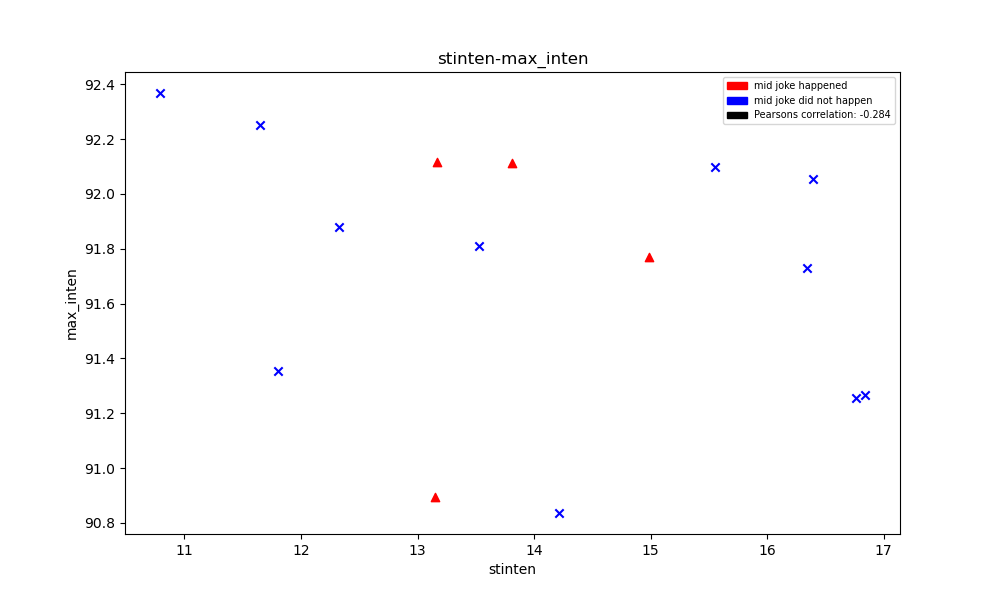 stinten-max_inten
mid joke happened
mid joke did not happen
Pearsons correlation: -0.284
max_inten
92.4
92.2
92.0
91.8
91.6
91.4
91.2
91.0
90.8
11 12 13 14 15 16 17
stinten